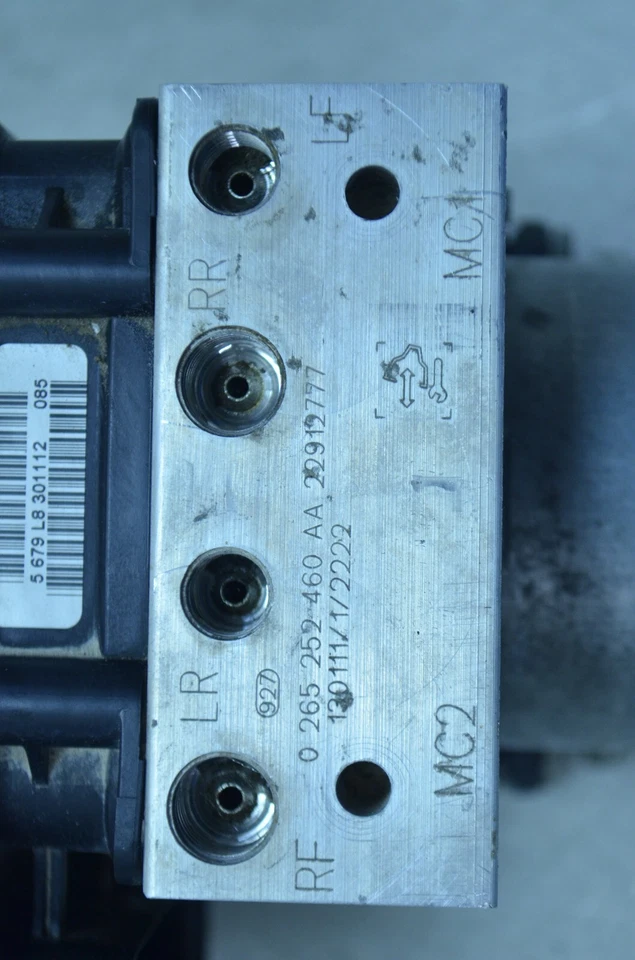 LF
MC1
RR
0 265 252 460 AA 22912777
130111/1/2222
927
LR
RF
MC2
085
5 679 L8 301112